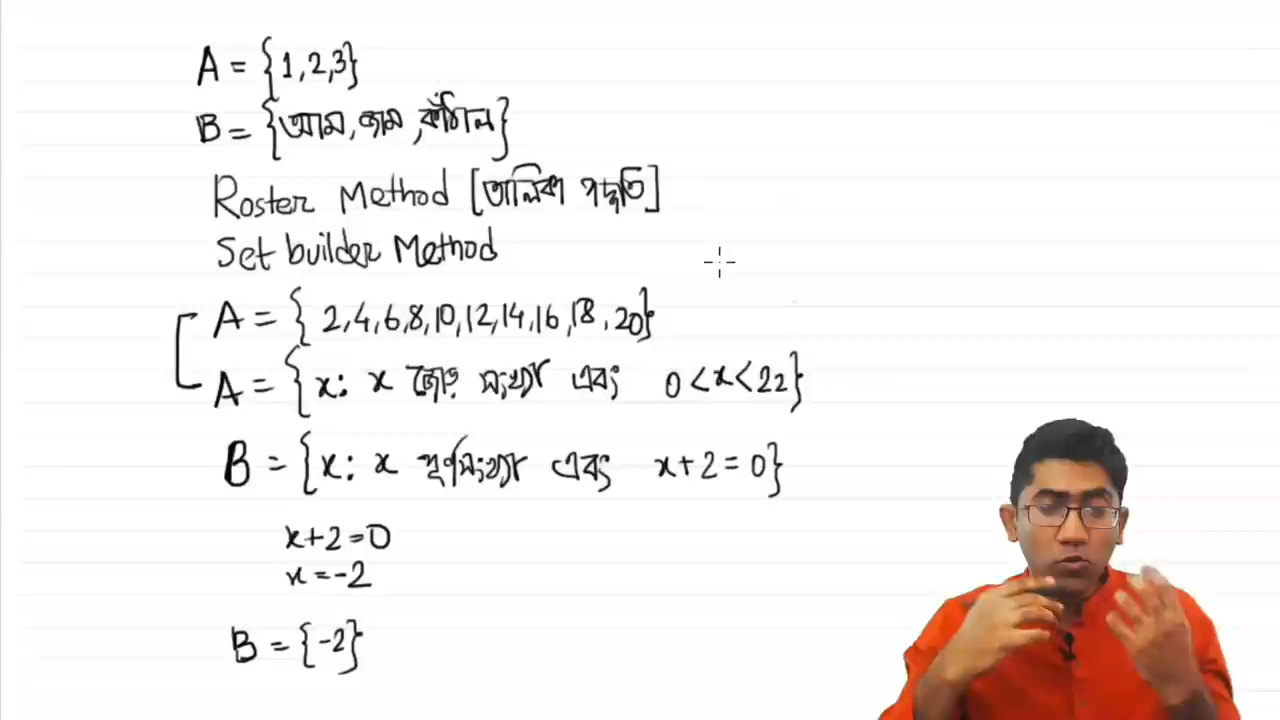 A = {1, 2, 3}
B = {আম, জাম, কাঁঠাল}
Roster Method [তালিকা পদ্ধতি]
Set builder Method
A = { 2, 4, 6, 8, 10, 12, 14, 16, 18, 20}
A = {x: x জোড় সংখ্যা এবং 0 < x < 22}
B = {x: x পূর্ণসংখ্যা এবং x+2 = 0}
x+2 = 0
x = -2
B = {-2}